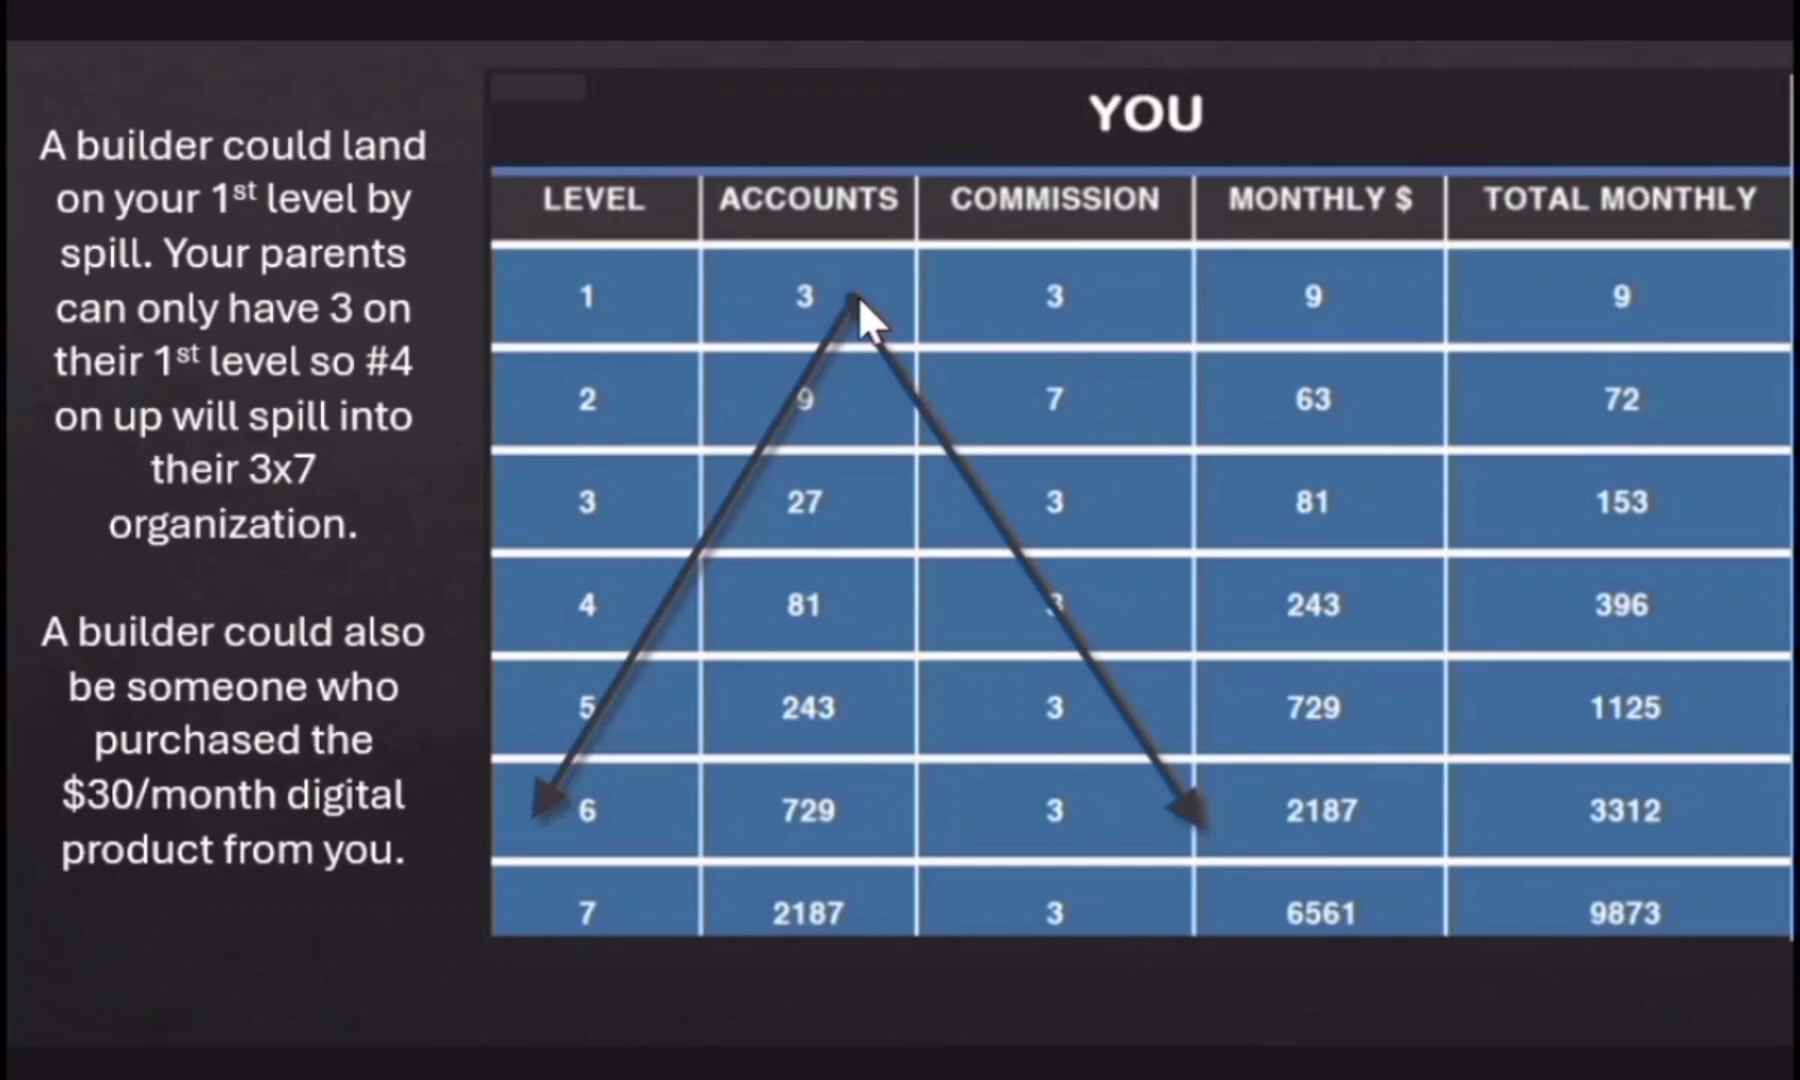 A builder could land
on your 1st level by
spill. Your parents
can only have 3 on
their 1st level so #4
on up will spill into
their 3x7
organization.
A builder could also
be someone who
purchased the
$30/month digital
product from you.
YOU
LEVEL ACCOUNTS COMMISSION MONTHLY $ TOTAL MONTHLY
1 3 3 9 9
2 9 7 63 72
3 27 3 81 153
4 81 3 243 396
5 243 3 729 1125
6 729 3 2187 3312
7 2187 3 6561 9873